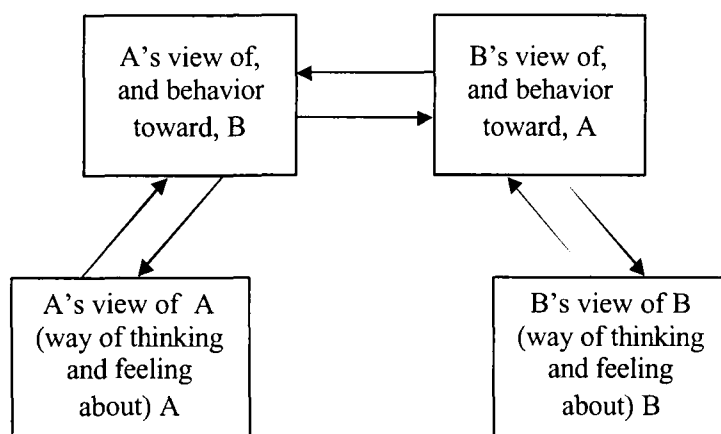 A's view of,
and behavior
toward, B
B's view of,
and behavior
toward, A
A's view of A
(way of thinking
and feeling
about) A
B's view of B
(way of thinking
and feeling
about) B